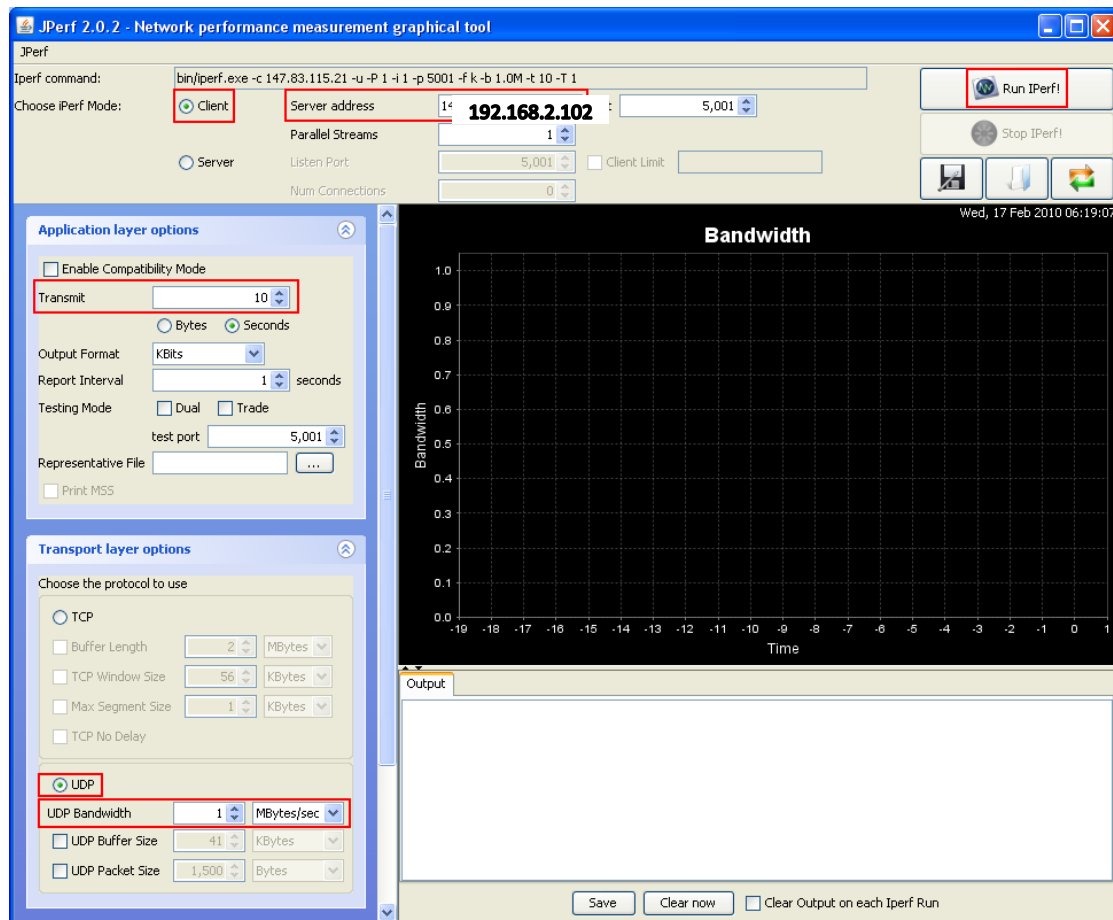 JPerf 2.0.2 - Network performance measurement graphical tool
JPerf
Iperf command: bin/iperf.exe -c 147.83.115.21 -u -P 1 -i 1 -p 5001 -f k -b 1.0M -t 10 -T 1
Choose iPerf Mode: Client Server address 14 192.168.2.102 5,001
Parallel Streams 1
Server Listen Port 5,001 Client Limit
Num Connections 0
Run IPerf!
Stop IPerf!
Application layer options
Enable Compatibility Mode
Transmit 10
Bytes Seconds
Output Format KBits
Report Interval 1 seconds
Testing Mode Dual Trade
test port 5,001
Representative File ...
Print MSS
Transport layer options
Choose the protocol to use
TCP
Buffer Length 2 MBytes
TCP Window Size 56 KBytes
Max Segment Size 1 KBytes
TCP No Delay
UDP
UDP Bandwidth 1 MBytes/sec
UDP Buffer Size 41 KBytes
UDP Packet Size 1,500 Bytes
Wed, 17 Feb 2010 06:19:07
Bandwidth
Bandwidth
1.0
0.9
0.8
0.7
0.6
0.5
0.4
0.3
0.2
0.1
0.0
-19 -18 -17 -16 -15 -14 -13 -12 -11 -10 -9 -8 -7 -6 -5 -4 -3 -2 -1 0 1
Time
Output
Save Clear now Clear Output on each Iperf Run